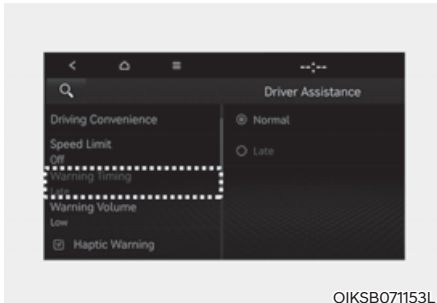 --:--
Driver Assistance
Driving Convenience
Normal
Speed Limit
Off
Late
Warning Timing
Late
Warning Volume
Low
Haptic Warning
OIKSB071153L